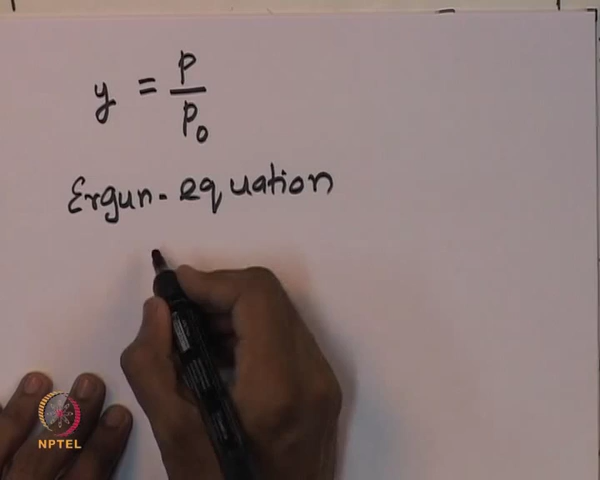 y = p/p₀
Ergun-equation
NPTEL